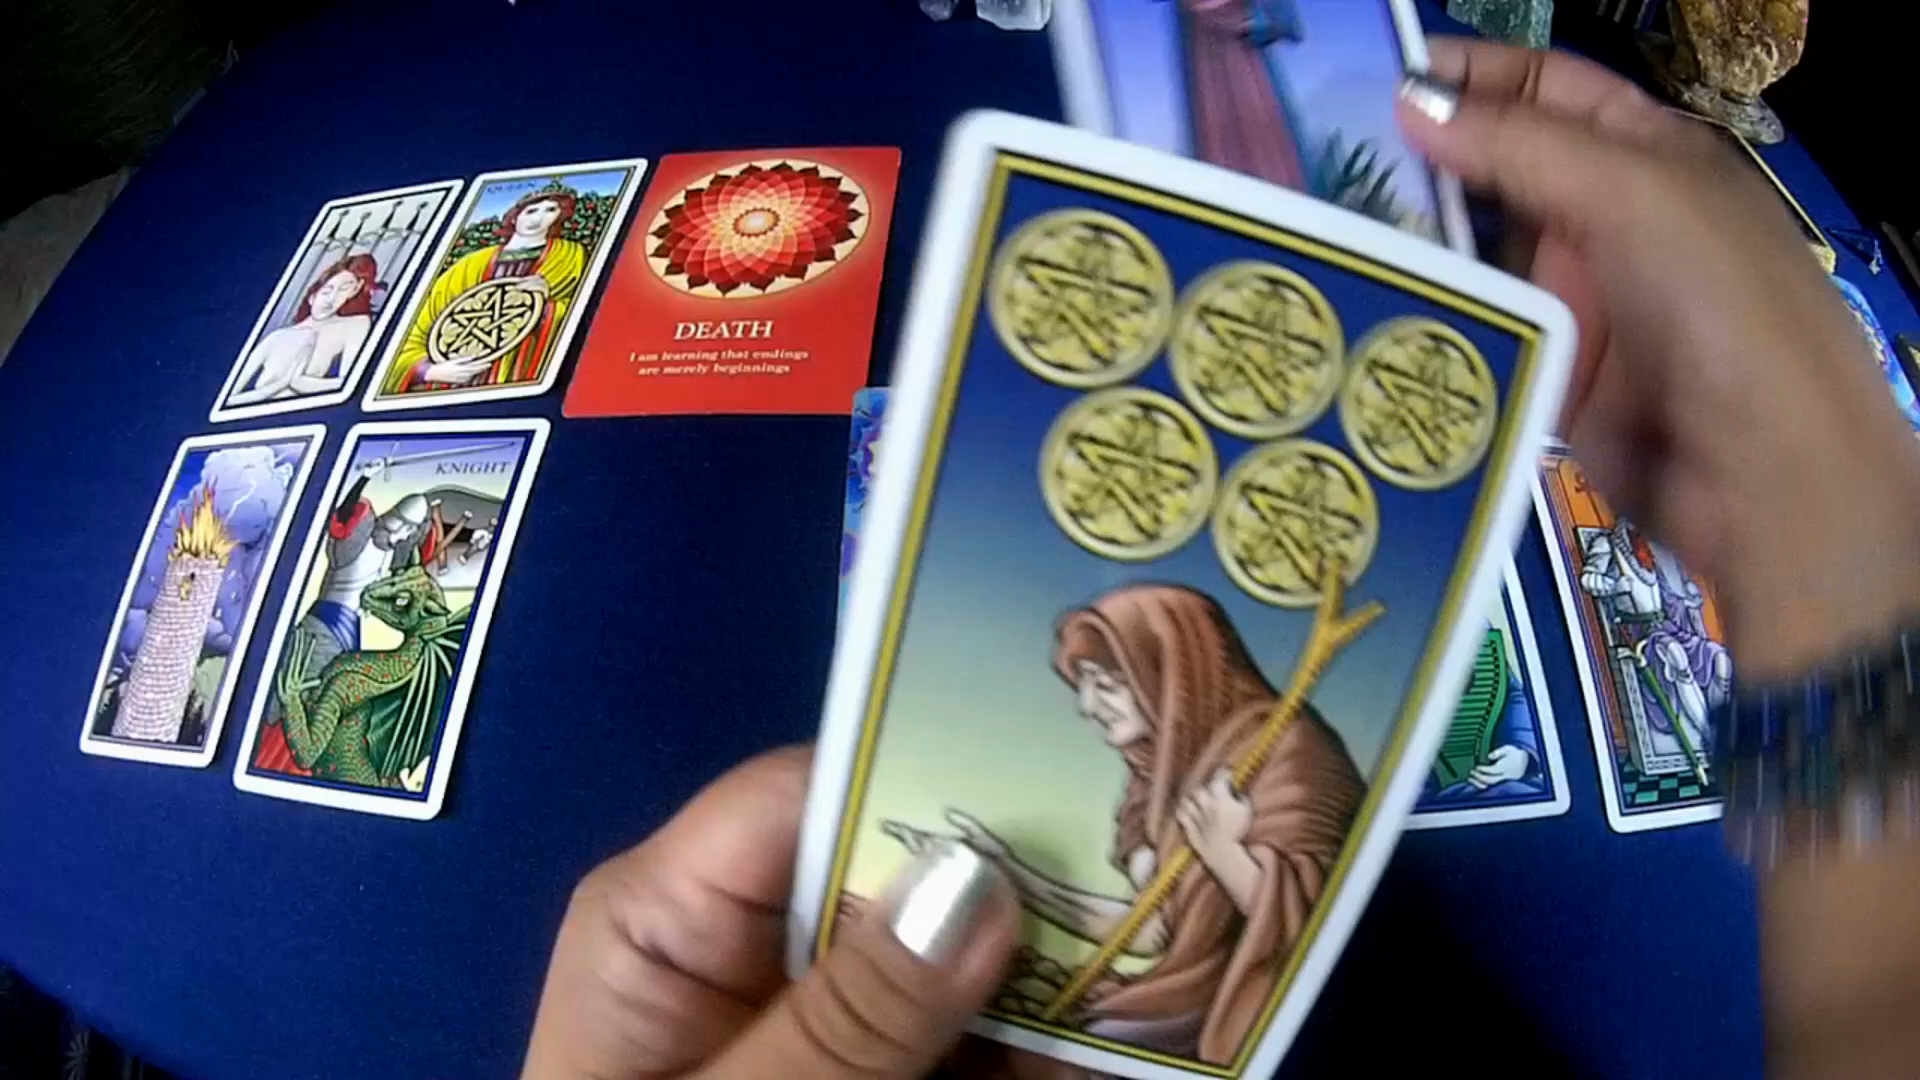 QUEEN
DEATH
I am learning that endings
are merely beginnings
KNIGHT